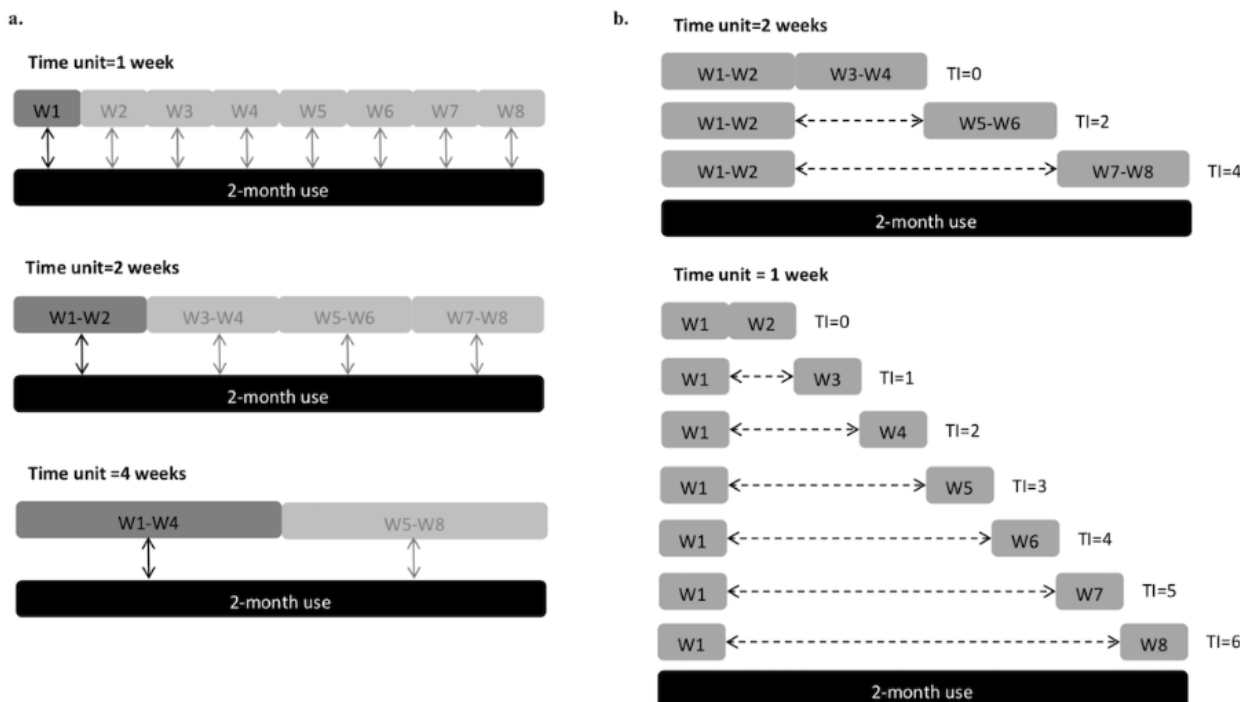 a.
Time unit=1 week
W1 W2 W3 W4 W5 W6 W7 W8
2-month use
Time unit=2 weeks
W1-W2 W3-W4 W5-W6 W7-W8
2-month use
Time unit =4 weeks
W1-W4 W5-W8
2-month use
b.
Time unit=2 weeks
W1-W2 W3-W4 TI=0
W1-W2 W5-W6 TI=2
W1-W2 W7-W8 TI=4
2-month use
Time unit = 1 week
W1 W2 TI=0
W1 W3 TI=1
W1 W4 TI=2
W1 W5 TI=3
W1 W6 TI=4
W1 W7 TI=5
W1 W8 TI=6
2-month use